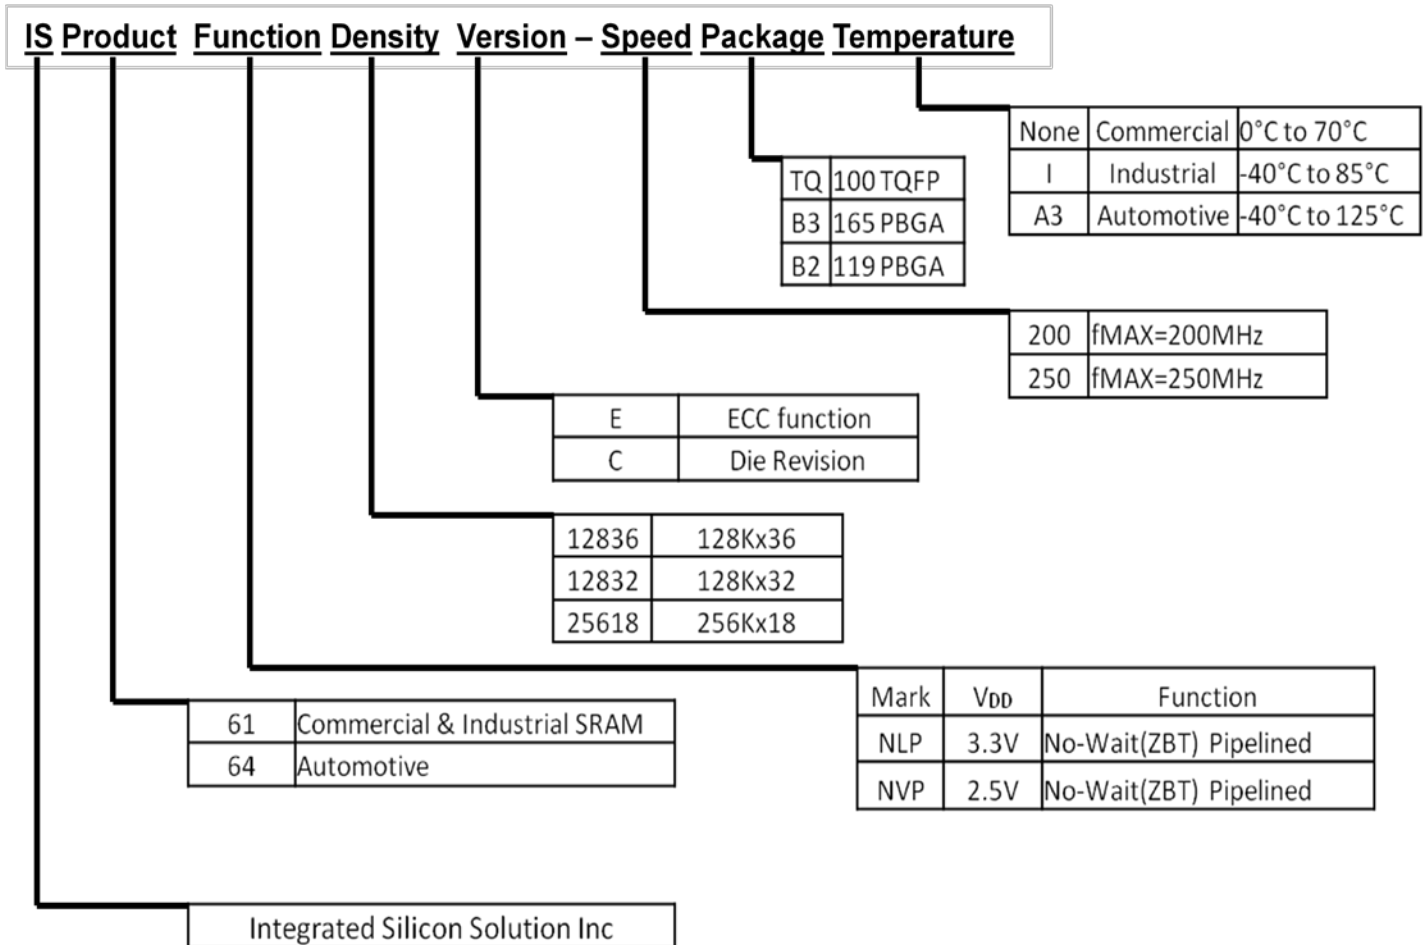 IS Product Function Density Version – Speed Package Temperature
None Commercial 0°C to 70°C
I Industrial -40°C to 85°C
A3 Automotive -40°C to 125°C
TQ 100 TQFP
B3 165 PBGA
B2 119 PBGA
200 fMAX=200MHz
250 fMAX=250MHz
E ECC function
C Die Revision
12836 128Kx36
12832 128Kx32
25618 256Kx18
Mark VDD Function
NLP 3.3V No-Wait(ZBT) Pipelined
NVP 2.5V No-Wait(ZBT) Pipelined
61 Commercial & Industrial SRAM
64 Automotive
Integrated Silicon Solution Inc